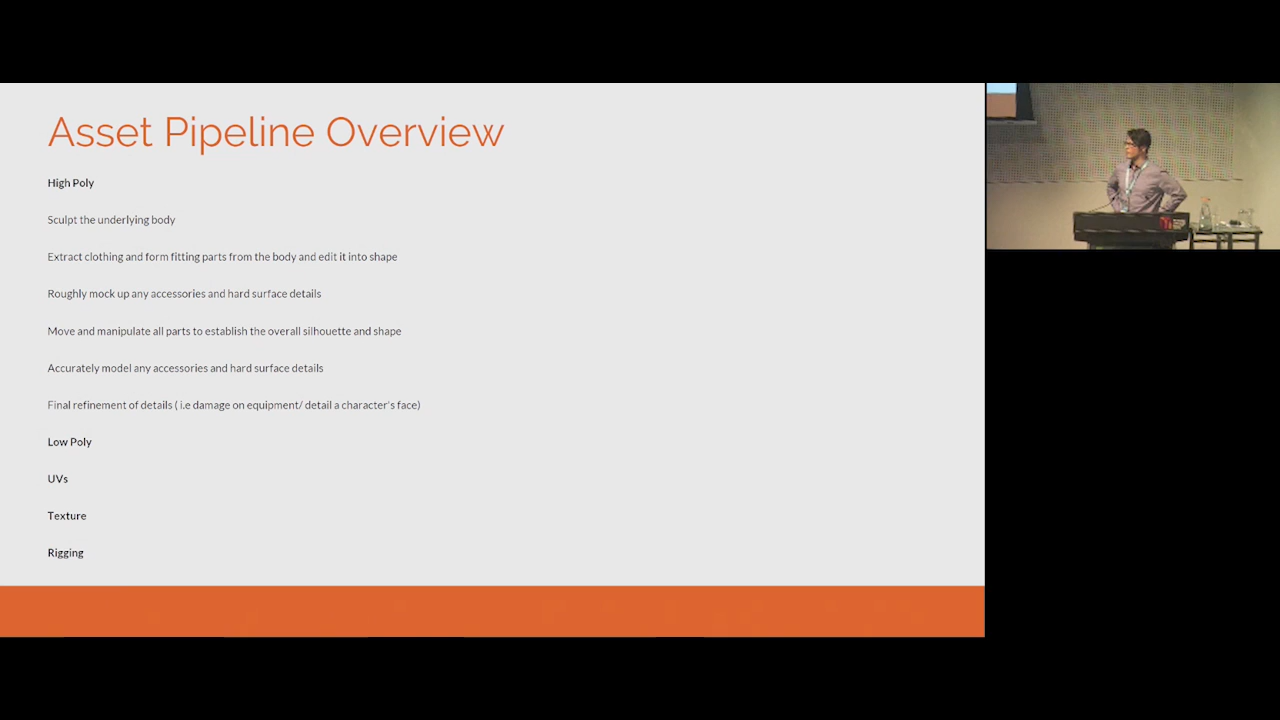 Asset Pipeline Overview
High Poly
Sculpt the underlying body
Extract clothing and form fitting parts from the body and edit it into shape
Roughly mock up any accessories and hard surface details
Move and manipulate all parts to establish the overall silhouette and shape
Accurately model any accessories and hard surface details
Final refinement of details ( i.e damage on equipment/ detail a character's face)
Low Poly
UVs
Texture
Rigging